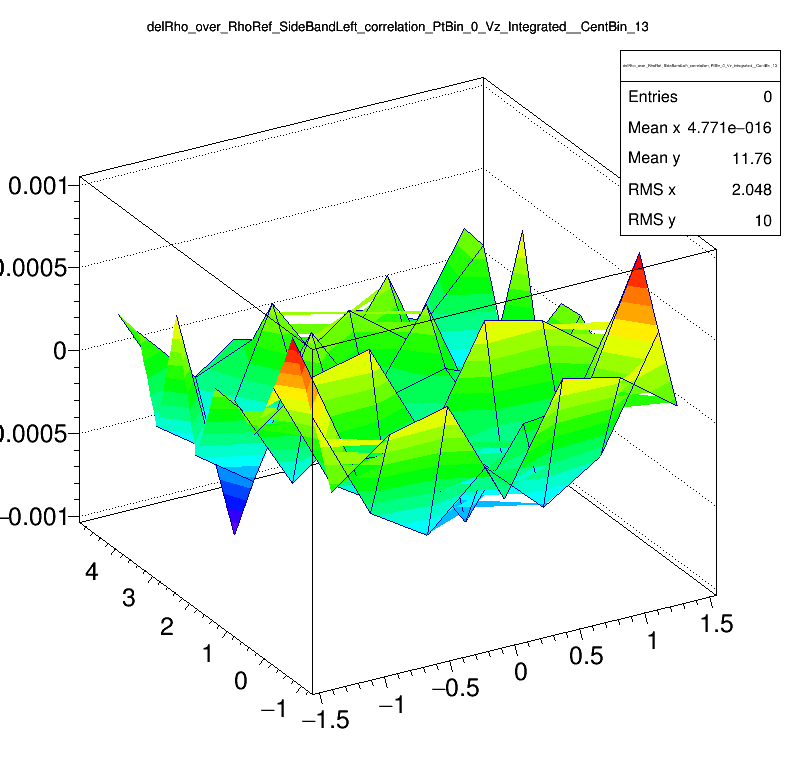 delRho_over_RhoRef_SideBandLeft_correlation_PtBin_0_Vz_Integrated__CentBin_13
delRho_over_RhoRef_SideBandLeft_correlation_PtBin_0_Vz_Integrated__CentBin_13
Entries 0
Mean x 4.771e−016
Mean y 11.76
RMS x 2.048
RMS y 10
0.001
0.0005
0
0.0005
−0.001
4
3
2
1
0
−1
−1.5
−1
−0.5
0
0.5
1
1.5